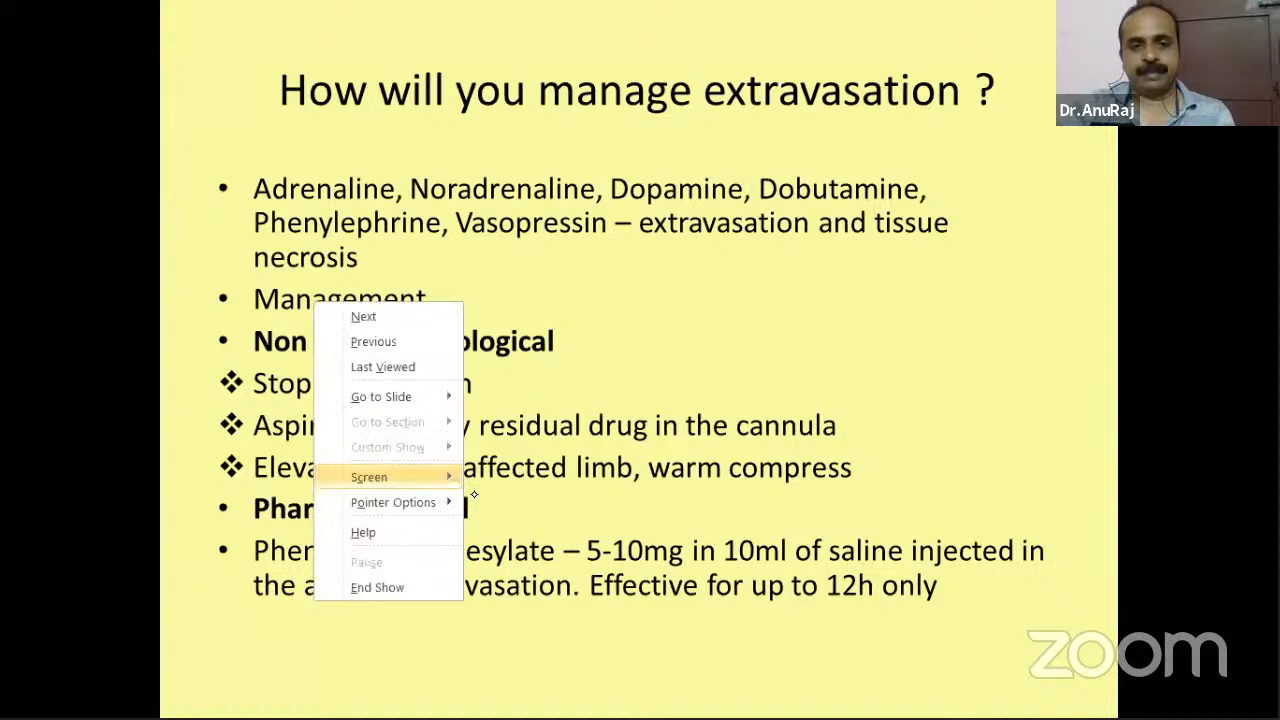 How will you manage extravasation ?
Dr.AnuRaj
• Adrenaline, Noradrenaline, Dopamine, Dobutamine,
Phenylephrine, Vasopressin – extravasation and tissue
necrosis
• Management
• Non ological
❖ Stop n
❖ Aspir y residual drug in the cannula
❖ Eleva affected limb, warm compress
• Phar l
• Phen esylate – 5-10mg in 10ml of saline injected in
the a vasation. Effective for up to 12h only
Next
Previous
Last Viewed
Go to Slide
Go to Section
Custom Show
Screen
Pointer Options
Help
Pause
End Show
zoom